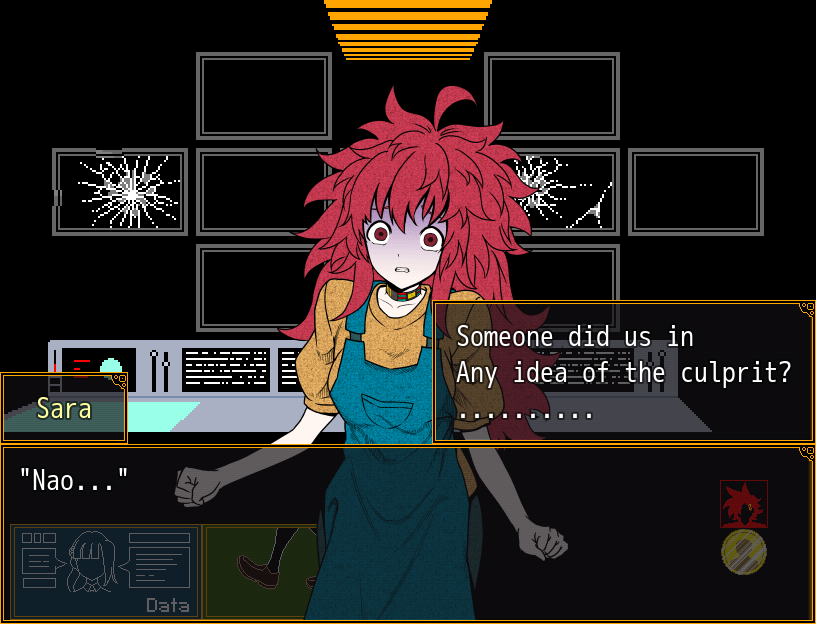 Someone did us in
Any idea of the culprit?
..........
Sara
"Nao..."
Data